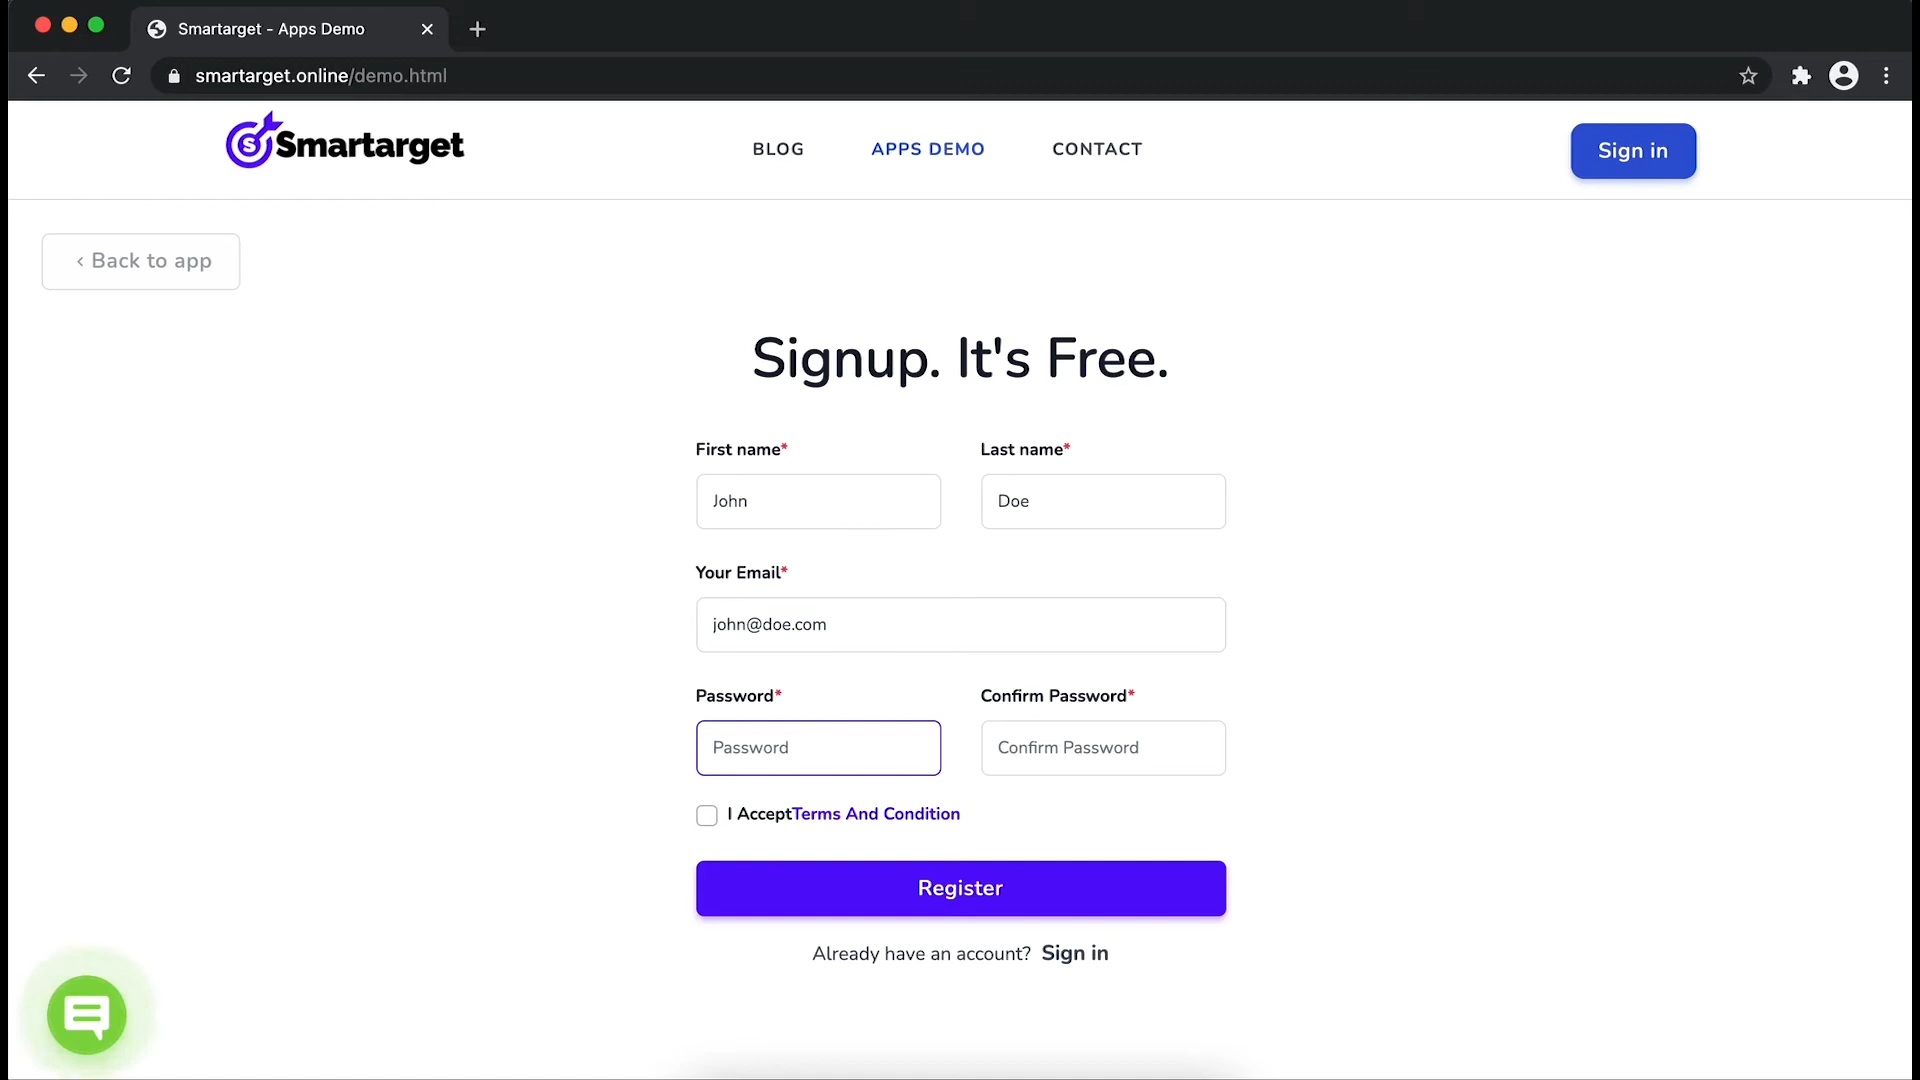 Smartarget - Apps Demo
smartarget.online/demo.html
Smartarget
BLOG
APPS DEMO
CONTACT
Sign in
‹ Back to app
Signup. It's Free.
First name* Last name*
John Doe
Your Email*
john@doe.com
Password* Confirm Password*
Password Confirm Password
I AcceptTerms And Condition
Register
Already have an account? Sign in